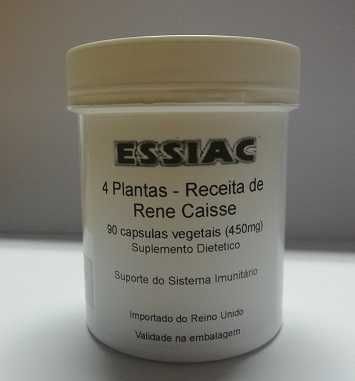 ESSIAC
4 Plantas - Receita de
Rene Caisse
90 capsulas vegetais (450mg)
Suplemento Dietetico
Suporte do Sistema Imunitário
Importado do Reino Unido
Validade na embalagem